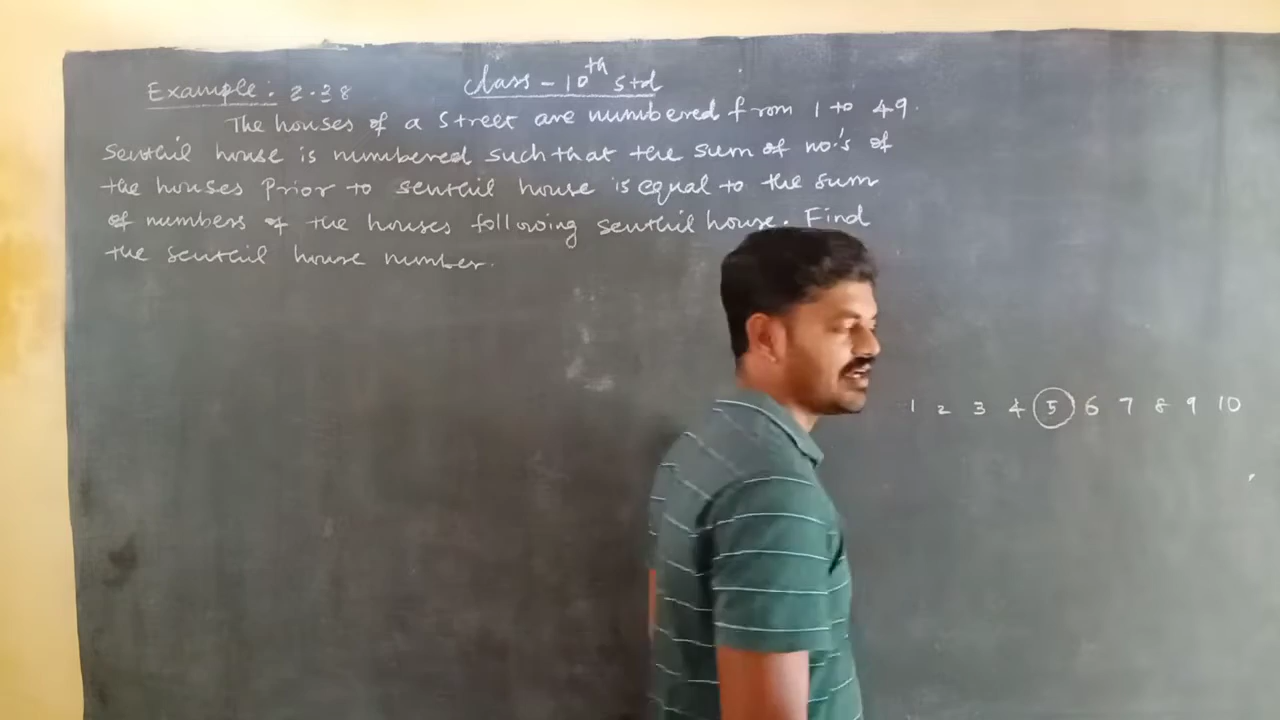 Example: 2.38
class - 10th std
The houses of a street are numbered from 1 to 49.
Senthil house is numbered such that the sum of no.'s of
the houses Prior to senthil house is equal to the sum
of numbers of the houses following senthil house. Find
the senthil house number.
1 2 3 4 5 6 7 8 9 10